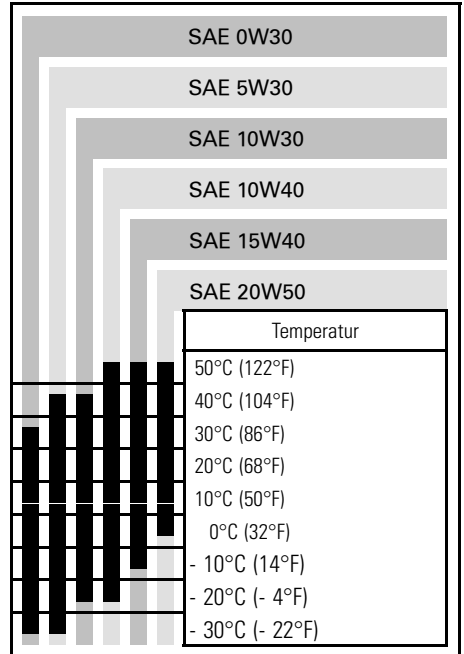 SAE 0W30
SAE 5W30
SAE 10W30
SAE 10W40
SAE 15W40
SAE 20W50
Temperatur
50°C (122°F)
40°C (104°F)
30°C (86°F)
20°C (68°F)
10°C (50°F)
0°C (32°F)
- 10°C (14°F)
- 20°C (- 4°F)
- 30°C (- 22°F)